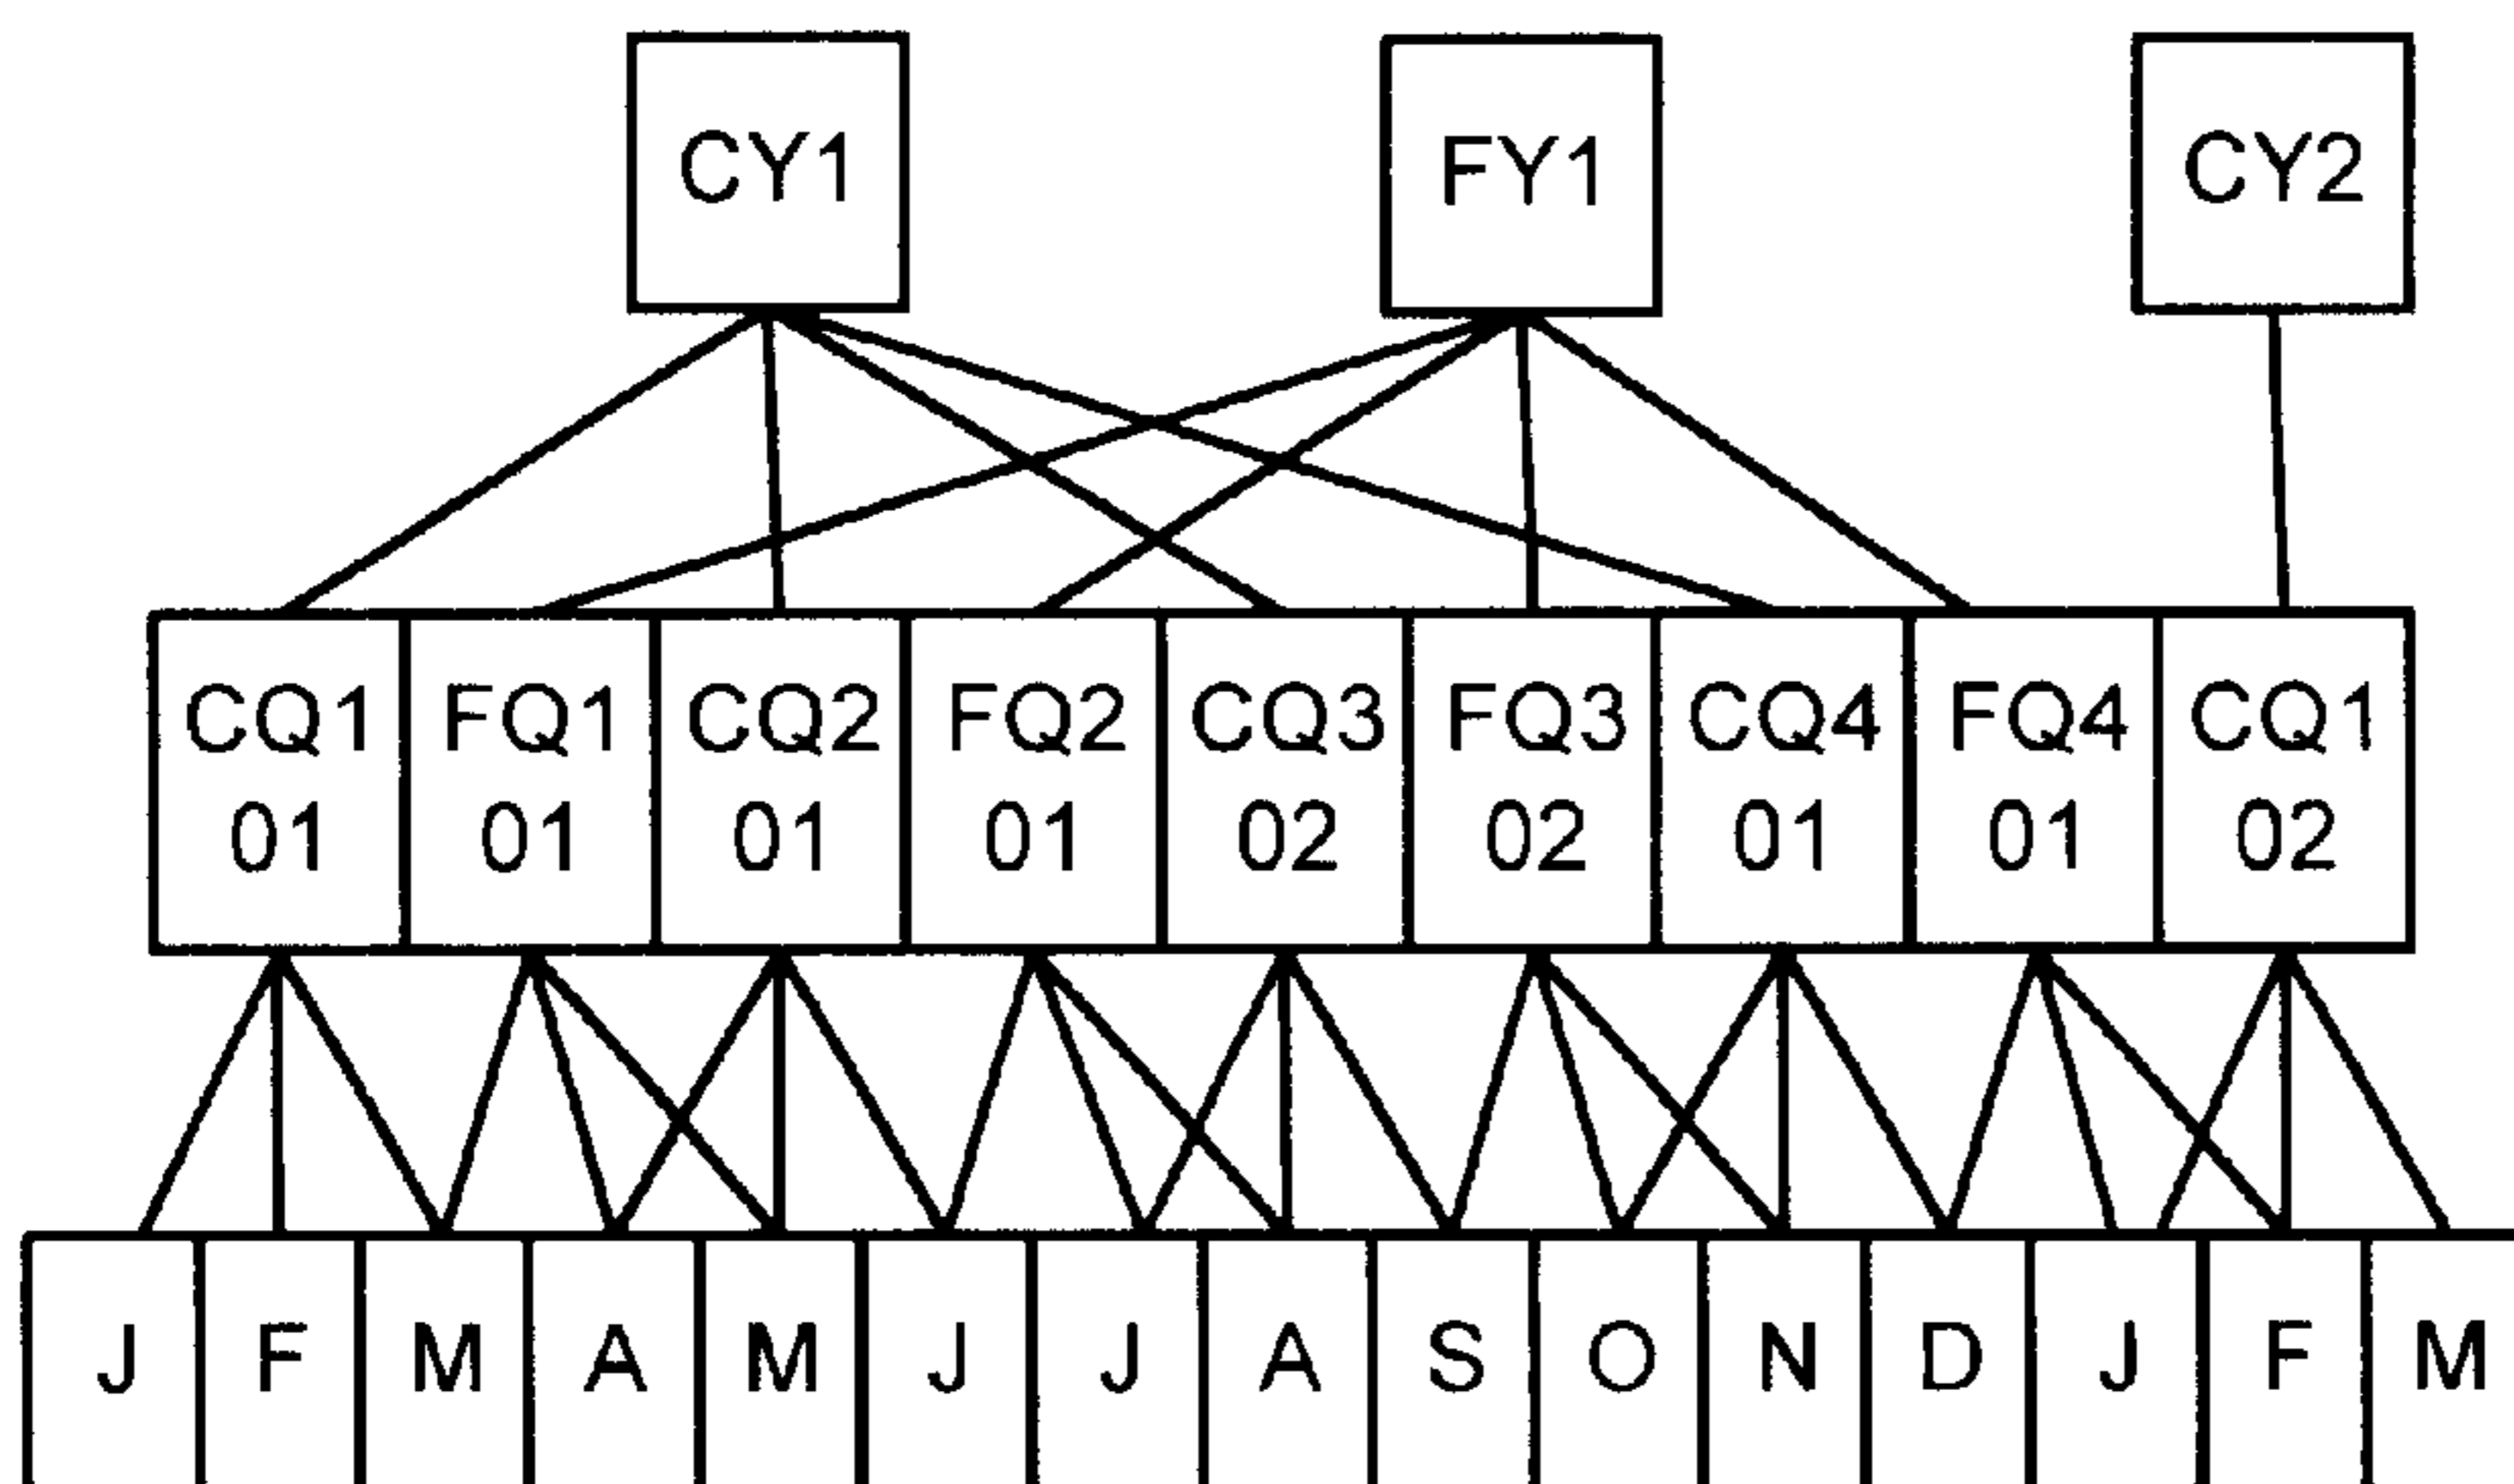 CY1 FY1 CY2
CQ1 FQ1 CQ2 FQ2 CQ3 FQ3 CQ4 FQ4 CQ1
01 01 01 01 02 02 01 01 02
J F M A M J J A S O N D J F M